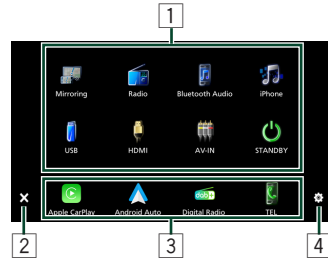 1
Mirroring Radio Bluetooth Audio iPhone
USB HDMI AV-IN STANDBY
dab+
Apple CarPlay Android Auto Digital Radio TEL
2 3 4